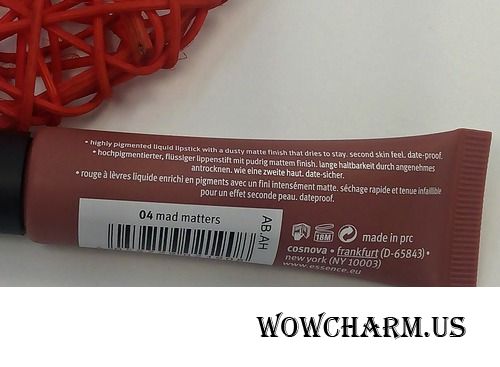 • highly pigmented liquid lipstick with a dusty matte finish that dries to stay. second skin feel. date-proof.
• hochpigmentierter, flüssiger lippenstift mit pudrig mattem finish. lange haltbarkeit durch angenehmes
antrocknen. wie eine zweite haut. date-sicher.
• rouge à lèvres liquide enrichi en pigments avec un fini intensément matte. séchage rapide et tenue infaillible
pour un effet seconde peau. dateproof.
04 mad matters
AB AH
16M
made in prc
cosnova • frankfurt (D-65843) •
new york (NY 10003)
www.essence.eu
WOWCHARM.US